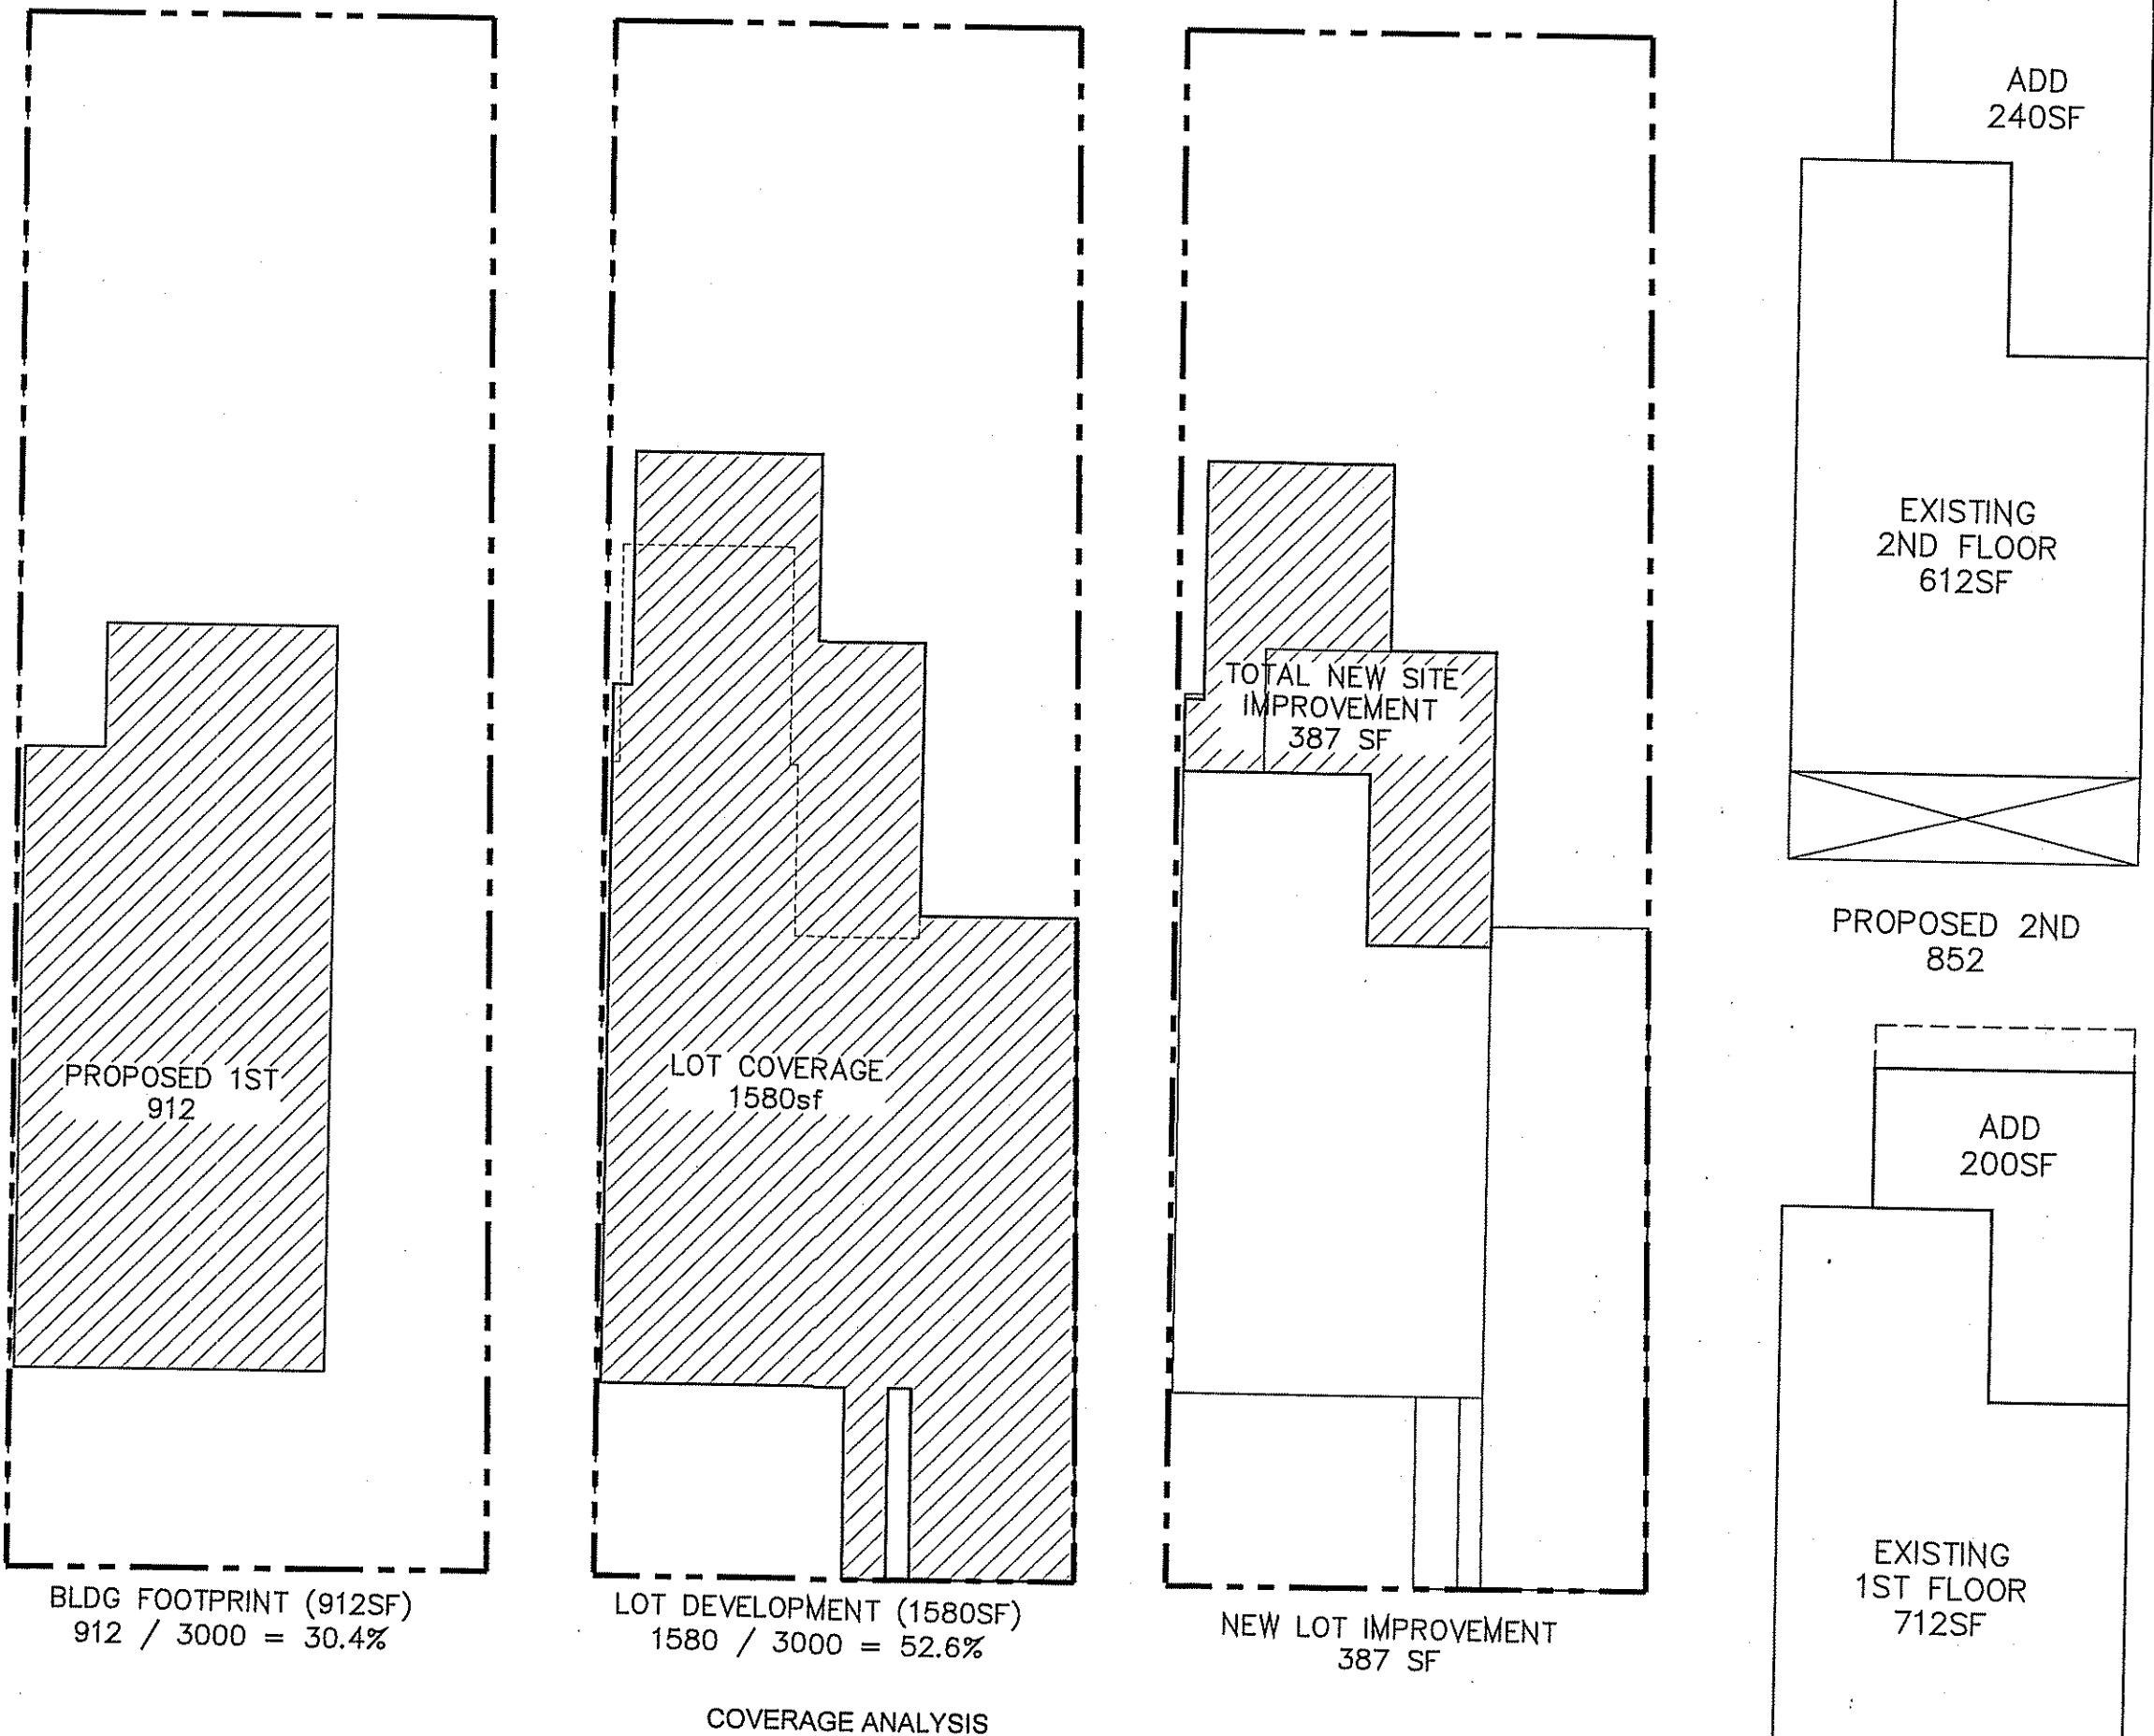 PROPOSED 1ST
912
BLDG FOOTPRINT (912SF)
912 / 3000 = 30.4%
LOT COVERAGE
1580sf
LOT DEVELOPMENT (1580SF)
1580 / 3000 = 52.6%
TOTAL NEW SITE
IMPROVEMENT
387 SF
NEW LOT IMPROVEMENT
387 SF
ADD
240SF
EXISTING
2ND FLOOR
612SF
PROPOSED 2ND
852
ADD
200SF
EXISTING
1ST FLOOR
712SF
COVERAGE ANALYSIS